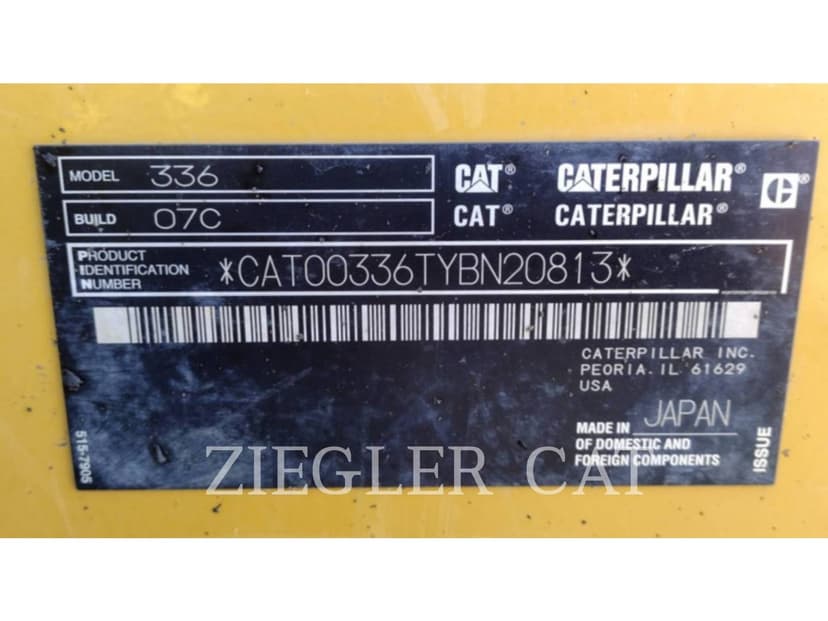 MODEL 336
BUILD 07C
CAT® CATERPILLAR®
CAT® CATERPILLAR®
C®
PRODUCT
IDENTIFICATION
NUMBER
*CAT00336TYBN20813*
CATERPILLAR INC.
PEORIA IL 61629
USA
MADE IN JAPAN
OF DOMESTIC AND
FOREIGN COMPONENTS
ISSUE
515-7905
ZIEGLER CAT